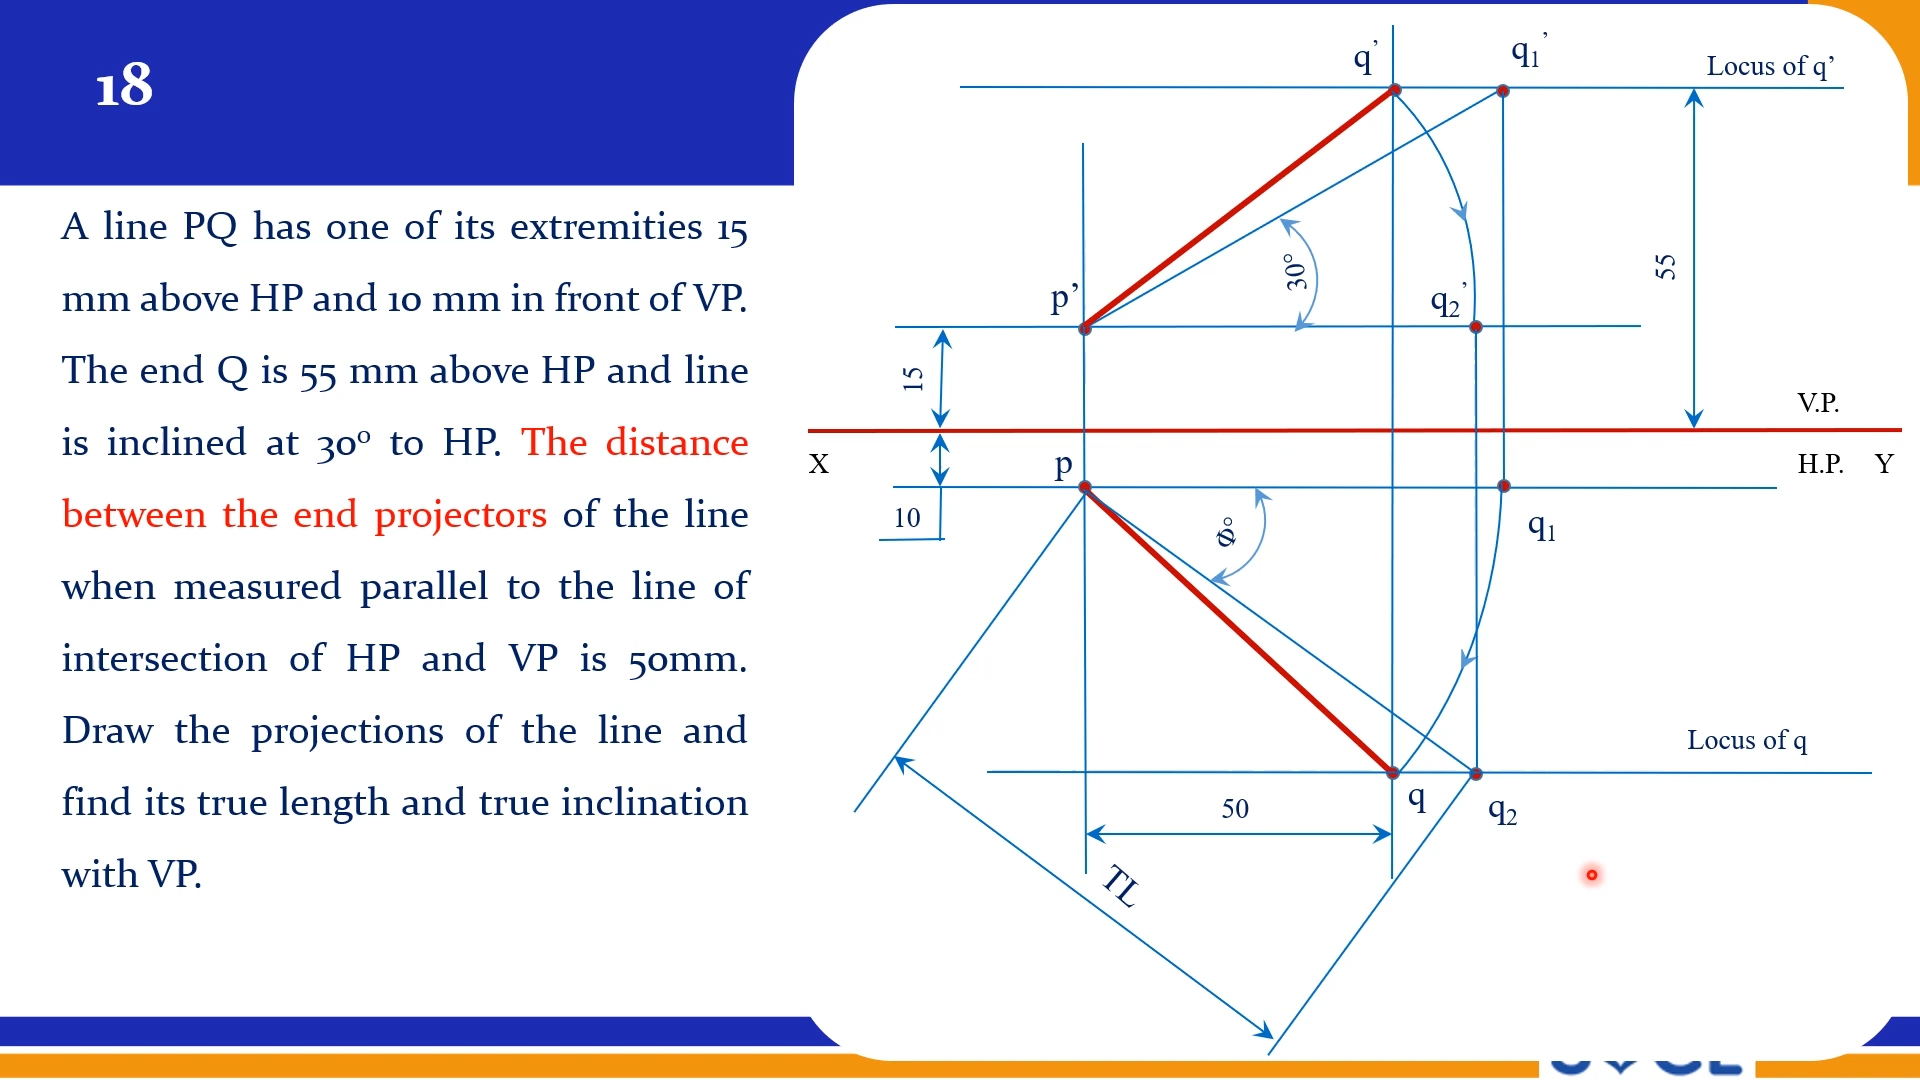 18
A line PQ has one of its extremities 15
mm above HP and 10 mm in front of VP.
The end Q is 55 mm above HP and line
is inclined at 30⁰ to HP. The distance
between the end projectors of the line
when measured parallel to the line of
intersection of HP and VP is 50mm.
Draw the projections of the line and
find its true length and true inclination
with VP.
q’
q₁’
Locus of q’
30°
55
p’
q₂’
15
V.P.
X
p
H.P. Y
10
Φ°
q₁
Locus of q
50
q
q₂
TL